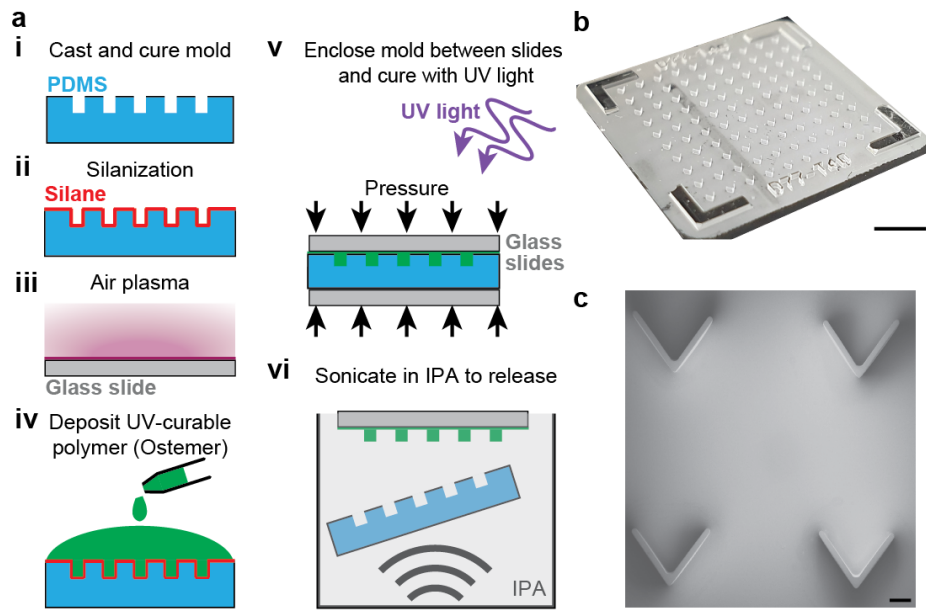 a
i
Cast and cure mold
PDMS
ii
Silanization
Silane
iii
Air plasma
Glass slide
iv
Deposit UV-curable
polymer (Ostemer)
v
Enclose mold between slides
and cure with UV light
UV light
Pressure
Glass
slides
vi
Sonicate in IPA to release
IPA
b
c